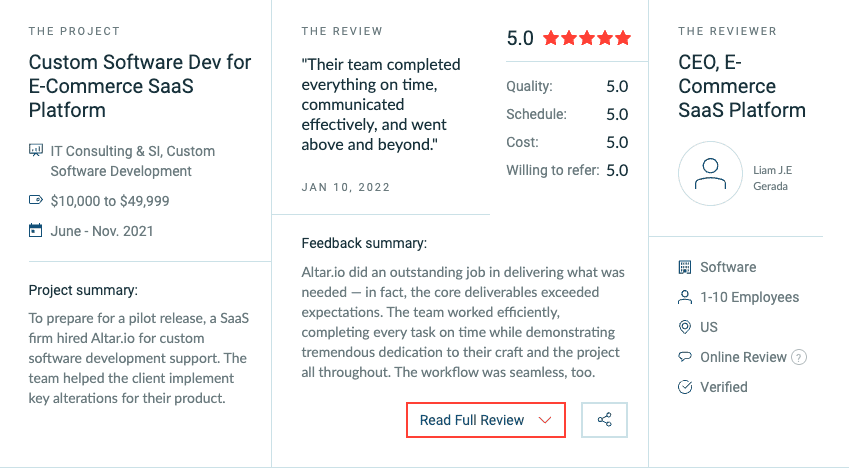 THE PROJECT
Custom Software Dev for
E-Commerce SaaS
Platform
IT Consulting & SI, Custom
Software Development
$10,000 to $49,999
June - Nov. 2021
Project summary:
To prepare for a pilot release, a SaaS
firm hired Altar.io for custom
software development support. The
team helped the client implement
key alterations for their product.
THE REVIEW
"Their team completed
everything on time,
communicated
effectively, and went
above and beyond."
JAN 10, 2022
5.0
Quality: 5.0
Schedule: 5.0
Cost: 5.0
Willing to refer: 5.0
Feedback summary:
Altar.io did an outstanding job in delivering what was
needed — in fact, the core deliverables exceeded
expectations. The team worked efficiently,
completing every task on time while demonstrating
tremendous dedication to their craft and the project
all throughout. The workflow was seamless, too.
Read Full Review
THE REVIEWER
CEO, E-
Commerce
SaaS Platform
Liam J.E
Gerada
Software
1-10 Employees
US
Online Review ?
Verified